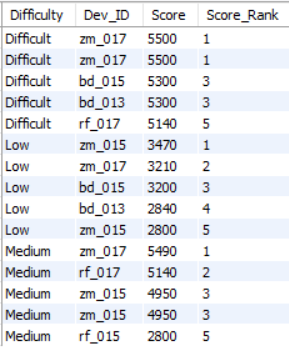 Difficulty Dev_ID Score Score_Rank
Difficult zm_017 5500 1
Difficult zm_017 5500 1
Difficult bd_015 5300 3
Difficult bd_013 5300 3
Difficult rf_017 5140 5
Low zm_015 3470 1
Low zm_017 3210 2
Low bd_015 3200 3
Low bd_013 2840 4
Low zm_015 2800 5
Medium zm_017 5490 1
Medium rf_017 5140 2
Medium zm_015 4950 3
Medium zm_015 4950 3
Medium rf_015 2800 5